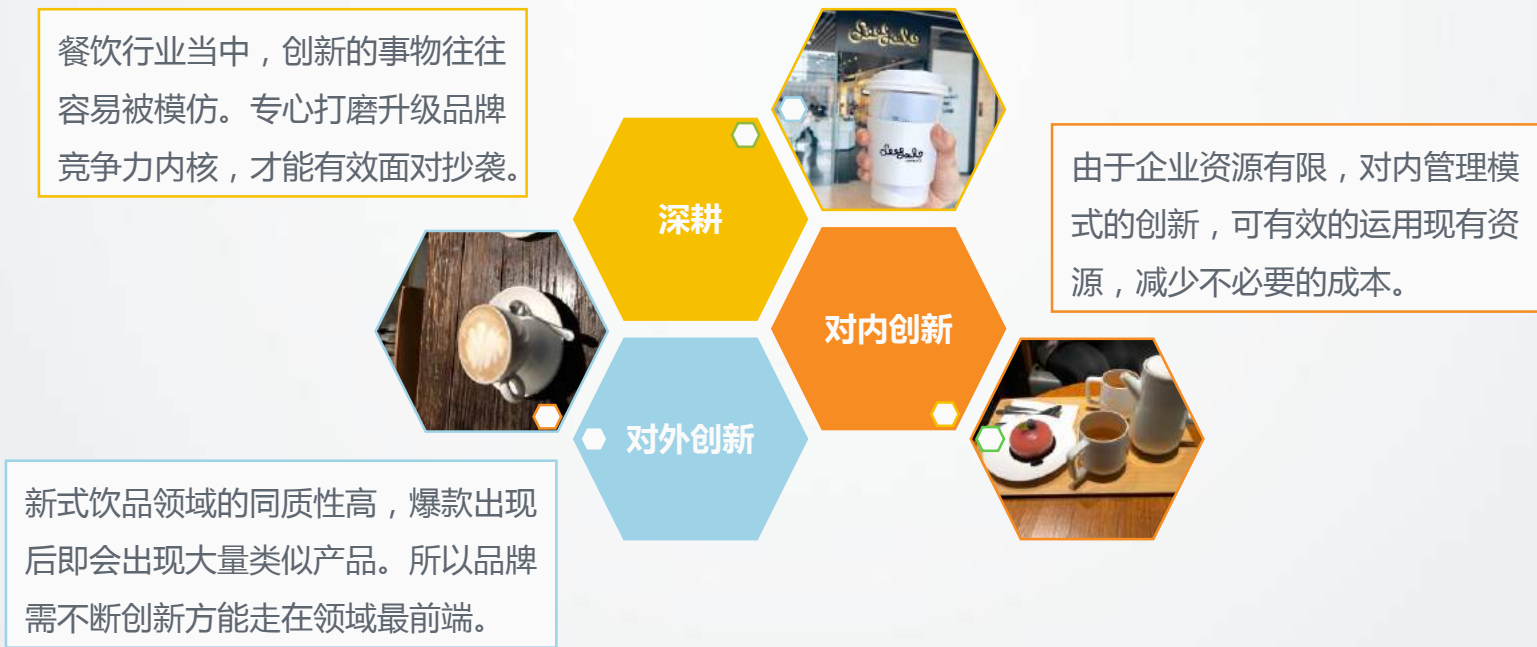 餐饮行业当中，创新的事物往往
容易被模仿。专心打磨升级品牌
竞争力内核，才能有效面对抄袭。
深耕
由于企业资源有限，对内管理模
式的创新，可有效的运用现有资
源，减少不必要的成本。
对内创新
对外创新
新式饮品领域的同质性高，爆款出现
后即会出现大量类似产品。所以品牌
需不断创新方能走在领域最前端。